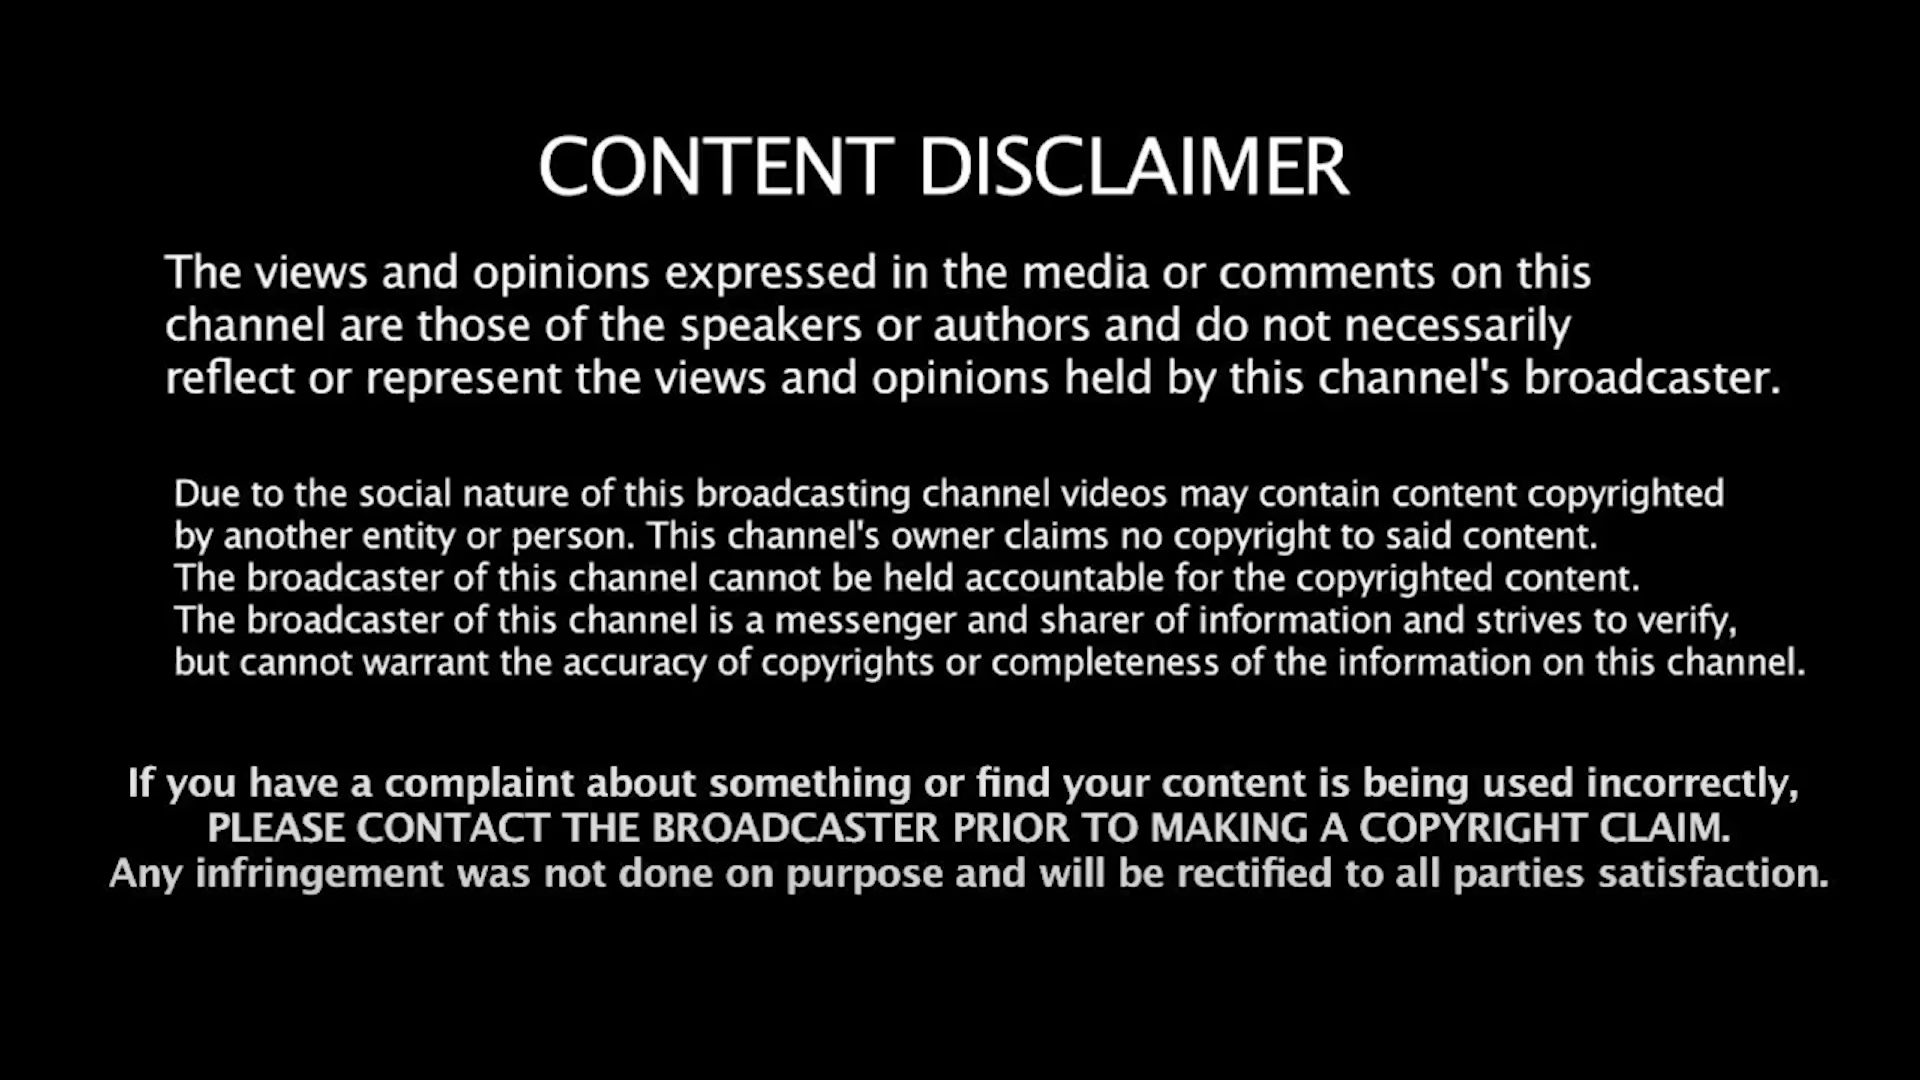 CONTENT DISCLAIMER
The views and opinions expressed in the media or comments on this
channel are those of the speakers or authors and do not necessarily
reflect or represent the views and opinions held by this channel's broadcaster.
Due to the social nature of this broadcasting channel videos may contain content copyrighted
by another entity or person. This channel's owner claims no copyright to said content.
The broadcaster of this channel cannot be held accountable for the copyrighted content.
The broadcaster of this channel is a messenger and sharer of information and strives to verify,
but cannot warrant the accuracy of copyrights or completeness of the information on this channel.
If you have a complaint about something or find your content is being used incorrectly,
PLEASE CONTACT THE BROADCASTER PRIOR TO MAKING A COPYRIGHT CLAIM.
Any infringement was not done on purpose and will be rectified to all parties satisfaction.